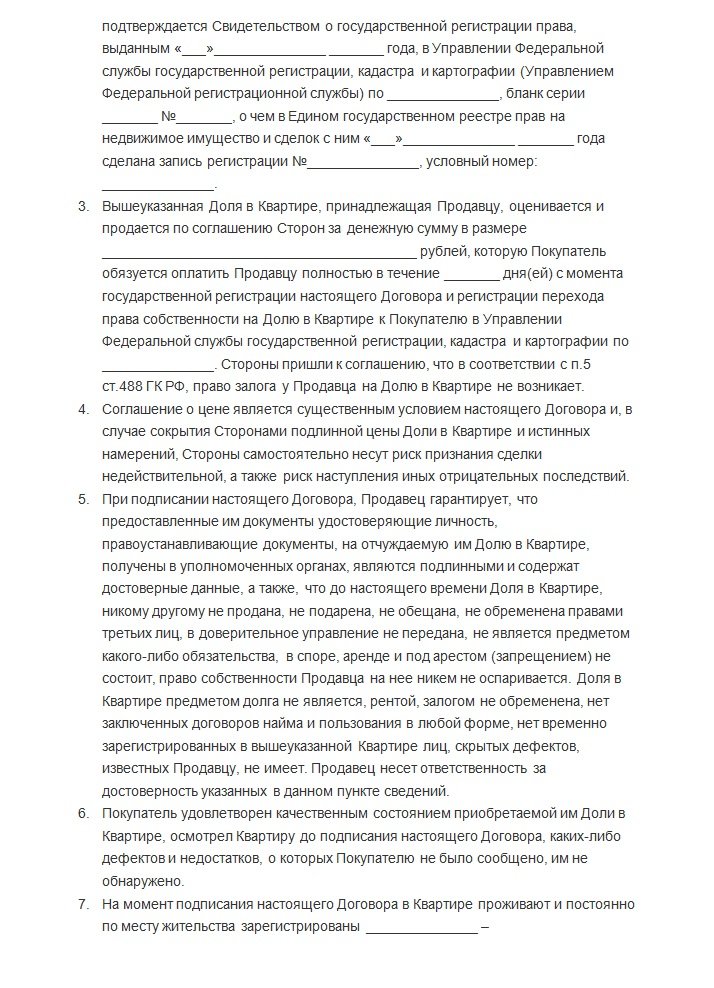 подтверждается Свидетельством о государственной регистрации права,
выданным «___»_______________ _______ года, в Управлении Федеральной
службы государственной регистрации, кадастра и картографии (Управлением
Федеральной регистрационной службы) по _______________, бланк серии
_______ №_______, о чем в Едином государственном реестре прав на
недвижимое имущество и сделок с ним «___»_______________ _______ года
сделана запись регистрации №_______________, условный номер:
_______________.
3. Вышеуказанная Доля в Квартире, принадлежащая Продавцу, оценивается и
продается по соглашению Сторон за денежную сумму в размере
__________________________________________ рублей, которую Покупатель
обязуется оплатить Продавцу полностью в течение _______ дня(ей) с момента
государственной регистрации настоящего Договора и регистрации перехода
права собственности на Долю в Квартире к Покупателю в Управлении
Федеральной службы государственной регистрации, кадастра и картографии по
_______________. Стороны пришли к соглашению, что в соответствии с п.5
ст.488 ГК РФ, право залога у Продавца на Долю в Квартире не возникает.
4. Соглашение о цене является существенным условием настоящего Договора и, в
случае сокрытия Сторонами подлинной цены Доли в Квартире и истинных
намерений, Стороны самостоятельно несут риск признания сделки
недействительной, а также риск наступления иных отрицательных последствий.
5. При подписании настоящего Договора, Продавец гарантирует, что
предоставленные им документы удостоверяющие личность,
правоустанавливающие документы, на отчуждаемую им Долю в Квартире,
получены в уполномоченных органах, являются подлинными и содержат
достоверные данные, а также, что до настоящего времени Доля в Квартире,
никому другому не продана, не подарена, не обещана, не обременена правами
третьих лиц, в доверительное управление не передана, не является предметом
какого-либо обязательства, в споре, аренде и под арестом (запрещением) не
состоит, право собственности Продавца на нее никем не оспаривается. Доля в
Квартире предметом долга не является, рентой, залогом не обременена, нет
заключенных договоров найма и пользования в любой форме, нет временно
зарегистрированных в вышеуказанной Квартире лиц, скрытых дефектов,
известных Продавцу, не имеет. Продавец несет ответственность за
достоверность указанных в данном пункте сведений.
6. Покупатель удовлетворен качественным состоянием приобретаемой им Доли в
Квартире, осмотрел Квартиру до подписания настоящего Договора, каких-либо
дефектов и недостатков, о которых Покупателю не было сообщено, им не
обнаружено.
7. На момент подписания настоящего Договора в Квартире проживают и постоянно
по месту жительства зарегистрированы _______________ –